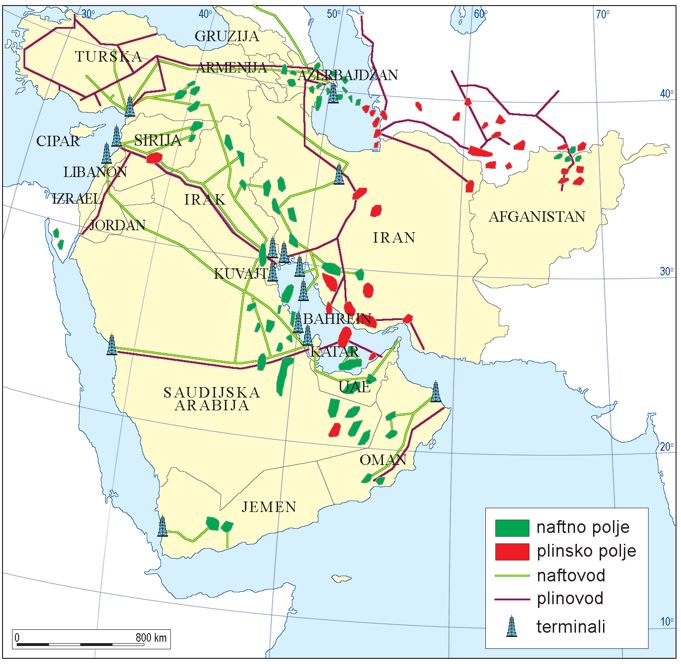 30°
40°
50°
60°
70°
GRUZIJA
TURSKA
ARMENIJA
AZERBAJDZAN
40°
CIPAR
SIRIJA
LIBANON
IZRAEL
IRAK
AFGANISTAN
JORDAN
IRAN
KUVAJT
30°
BAHREIN
KATAR
UAE
SAUDIJSKA
ARABIJA
20°
OMAN
JEMEN
naftno polje
plinsko polje
naftovod
plinovod
terminali
10°
0
800 km